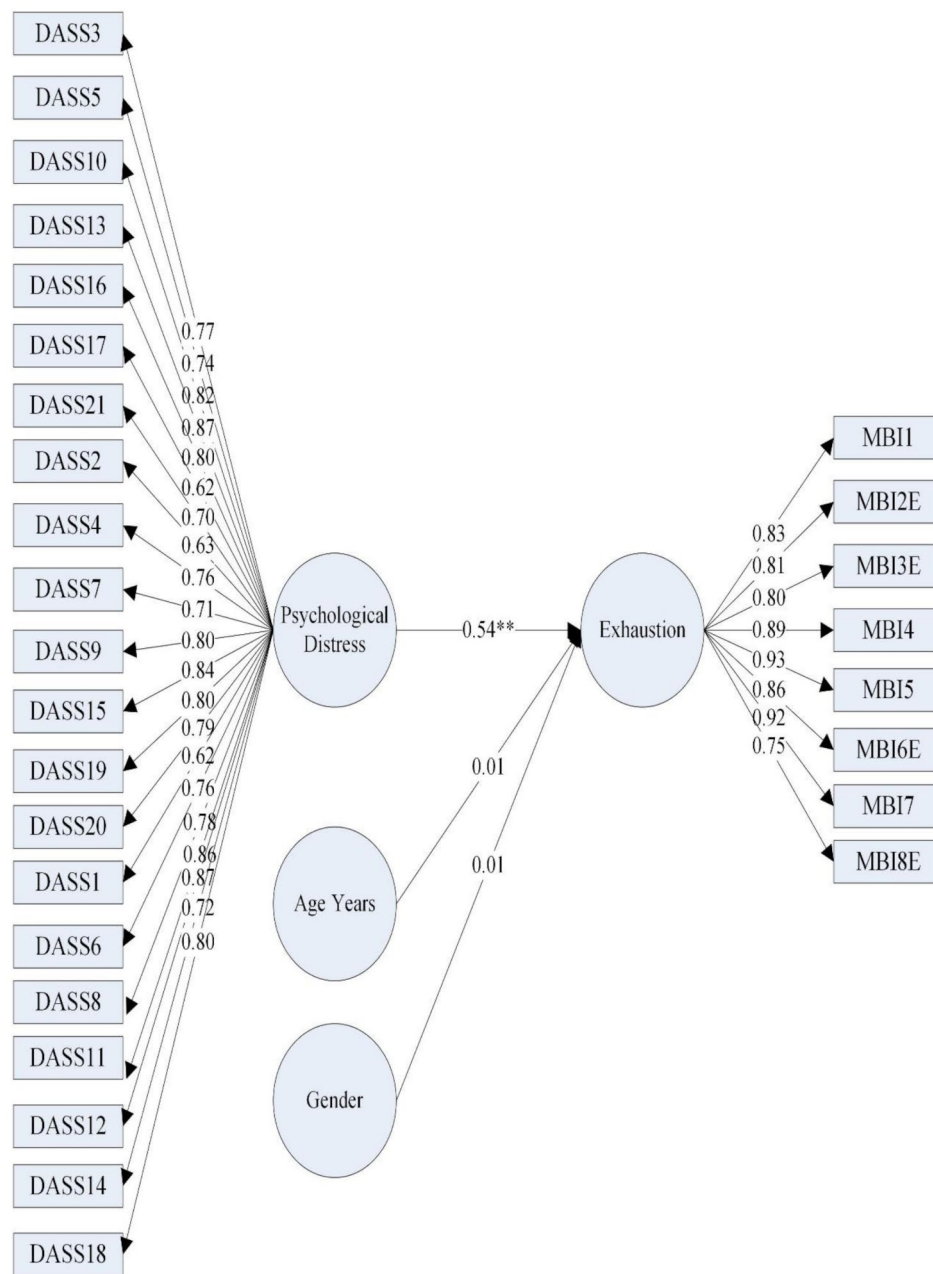 DASS3
DASS5
DASS10
DASS13
DASS16
DASS17
DASS21
DASS2
DASS4
DASS7
DASS9
DASS15
DASS19
DASS20
DASS1
DASS6
DASS8
DASS11
DASS12
DASS14
DASS18
0.77
0.74
0.82
0.87
0.80
0.62
0.70
0.63
0.76
0.71
0.80
0.84
0.80
0.79
0.62
0.76
0.78
0.86
0.87
0.72
0.80
Psychological
Distress
Age Years
Gender
0.54**
0.01
0.01
Exhaustion
0.83
0.81
0.80
0.89
0.93
0.86
0.92
0.75
MBI1
MBI2E
MBI3E
MBI4
MBI5
MBI6E
MBI7
MBI8E